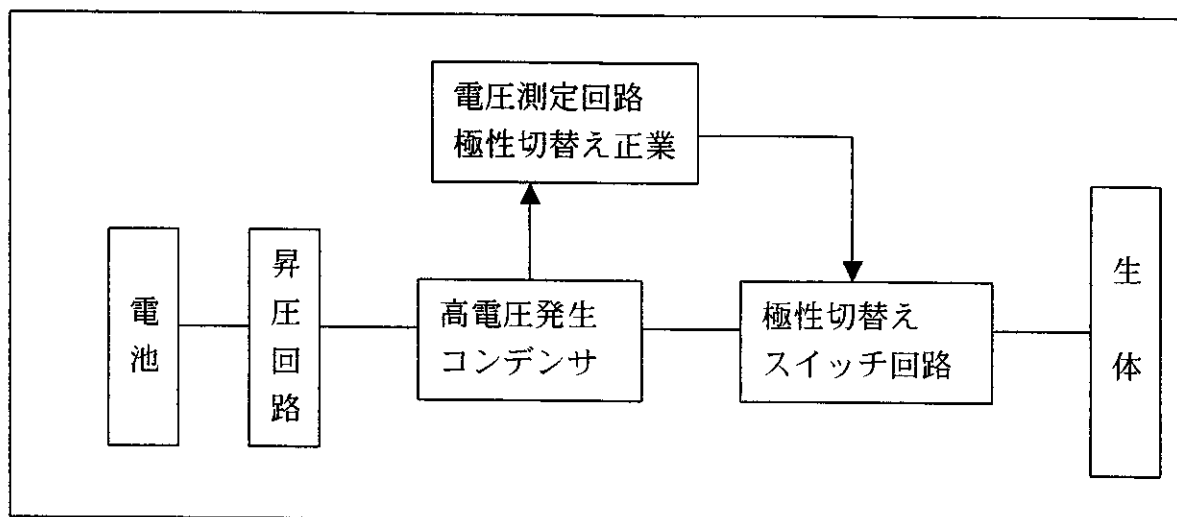 電圧測定回路
極性切替え正業
電池
昇圧回路
高電圧発生
コンデンサ
極性切替え
スイッチ回路
生体